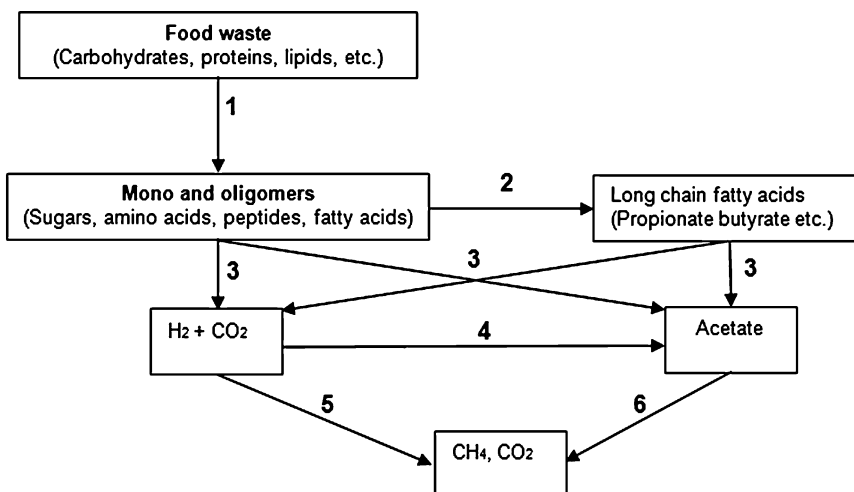 Food waste
(Carbohydrates, proteins, lipids, etc.)
1
Mono and oligomers
(Sugars, amino acids, peptides, fatty acids)
2
Long chain fatty acids
(Propionate butyrate etc.)
3
3
3
H₂ + CO₂
4
Acetate
5
6
CH₄, CO₂